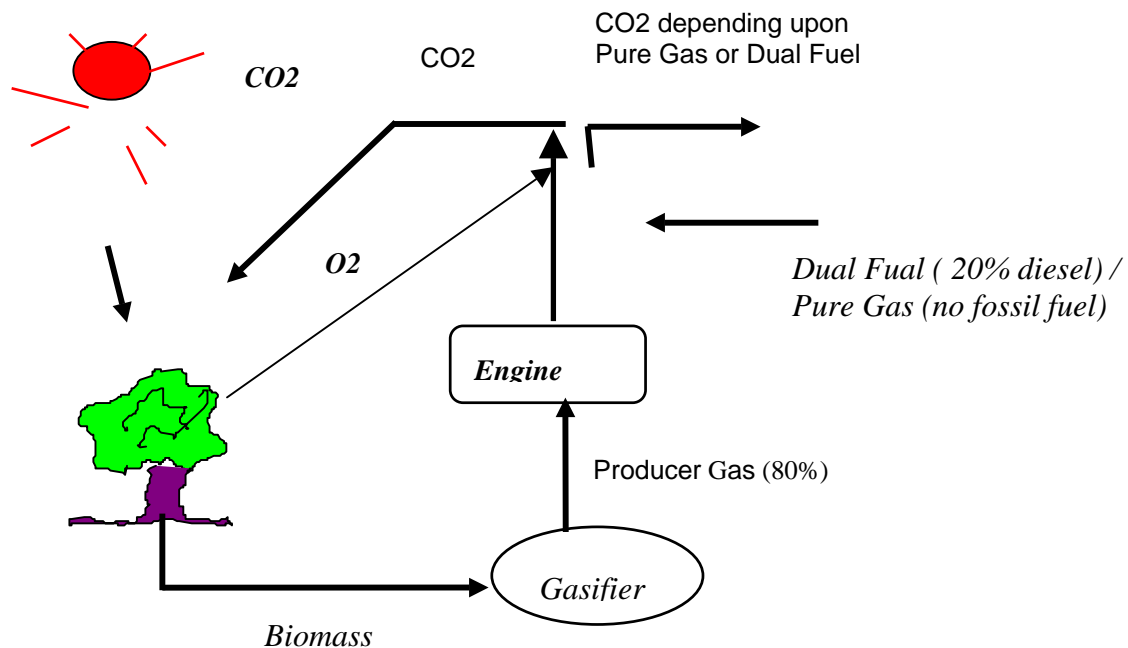 CO2 depending upon
Pure Gas or Dual Fuel
CO2
CO2
O2
Dual Fual ( 20% diesel) /
Pure Gas (no fossil fuel)
Engine
Producer Gas (80%)
Gasifier
Biomass